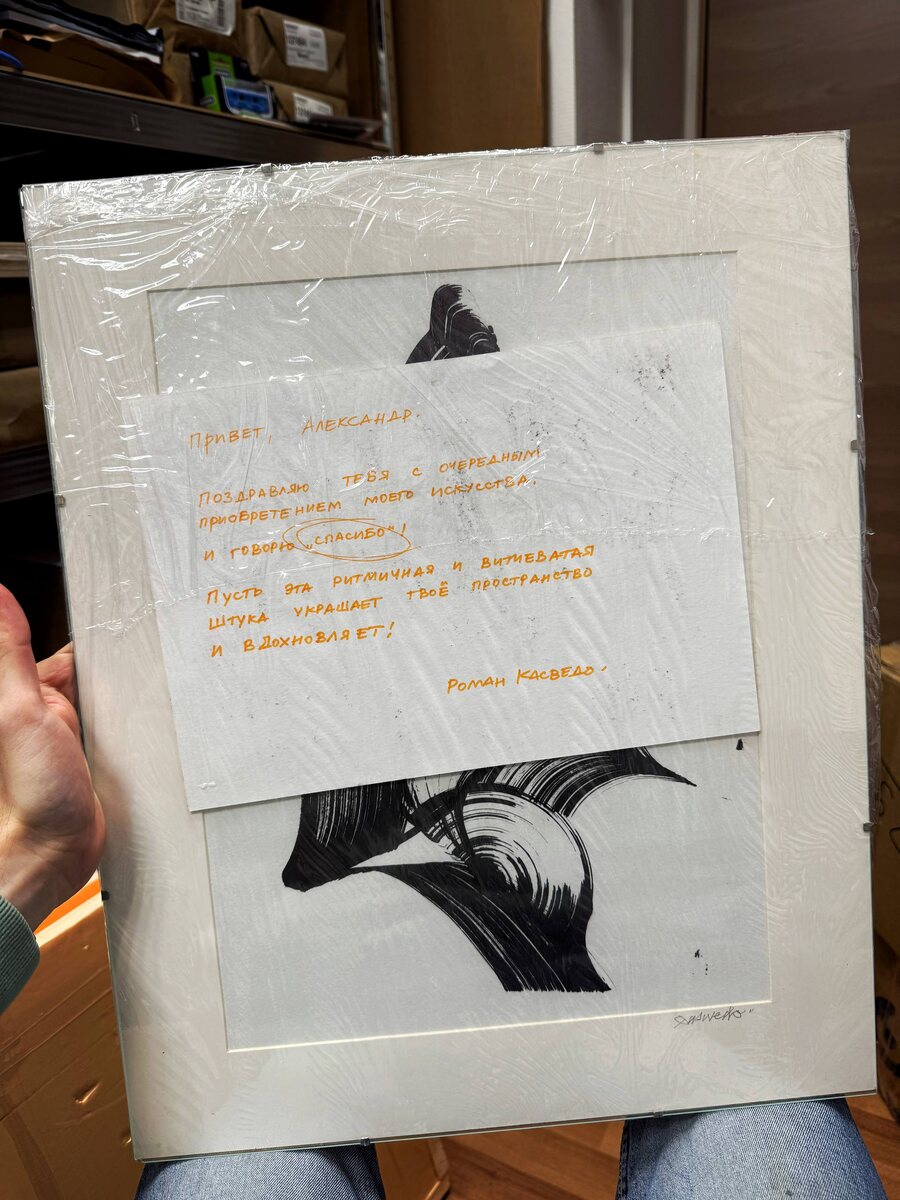 Привет, Александр.
Поздравляю тебя с очередным
приобретением моего искусства.
и говорю „спасибо"!
Пусть эта ритмичная и витиеватая
штука украшает твоё пространство
и вдохновляет!
Роман Касведо.